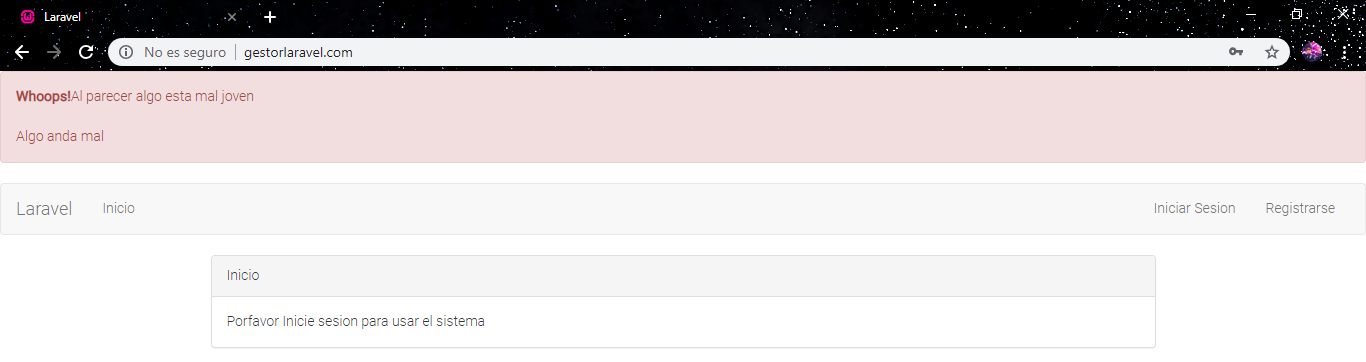 Laravel
No es seguro gestorlaravel.com
Whoops!Al parecer algo esta mal joven
Algo anda mal
Laravel Inicio Iniciar Sesion Registrarse
Inicio
Porfavor Inicie sesion para usar el sistema